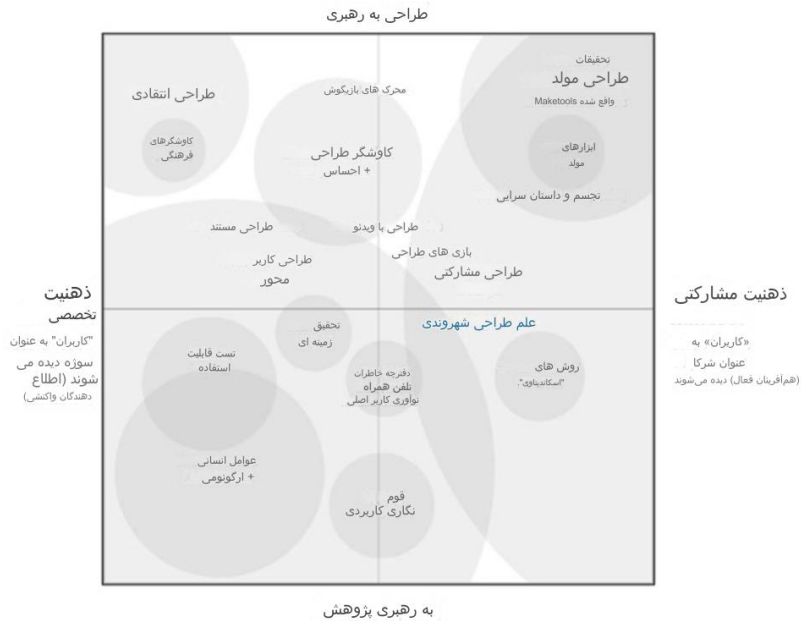 طراحی به رهبری
تحقیقات
طراحی مولد
واقع شده Maketools
ابزارهای
مولد
تجسم و داستان سرایی
محرک های بازیگوش
طراحی انتقادی
کاوشگرهای
فرهنگی
کاوشگر طراحی
+ احساس
طراحی با ویدئو
طراحی مستند
بازی های طراحی
طراحی مشارکتی
طراحی کاربر
محور
ذهنیت مشارکتی
«کاربران» به
عنوان شرکا
(هم‌آفرینان فعال) دیده می‌شوند
ذهنیت
تخصصی
"کاربران" به عنوان
سوژه دیده می
شوند (اطلاع
دهندگان واکنشی)
علم طراحی شهروندی
تحقیق
زمینه ای
تست قابلیت
استفاده
روش های
"اسکاندیناوی".
دفترچه خاطرات
تلفن همراه
نوآوری کاربر اصلی
عوامل انسانی
+ ارگونومی
قوم
نگاری کاربردی
به رهبری پژوهش